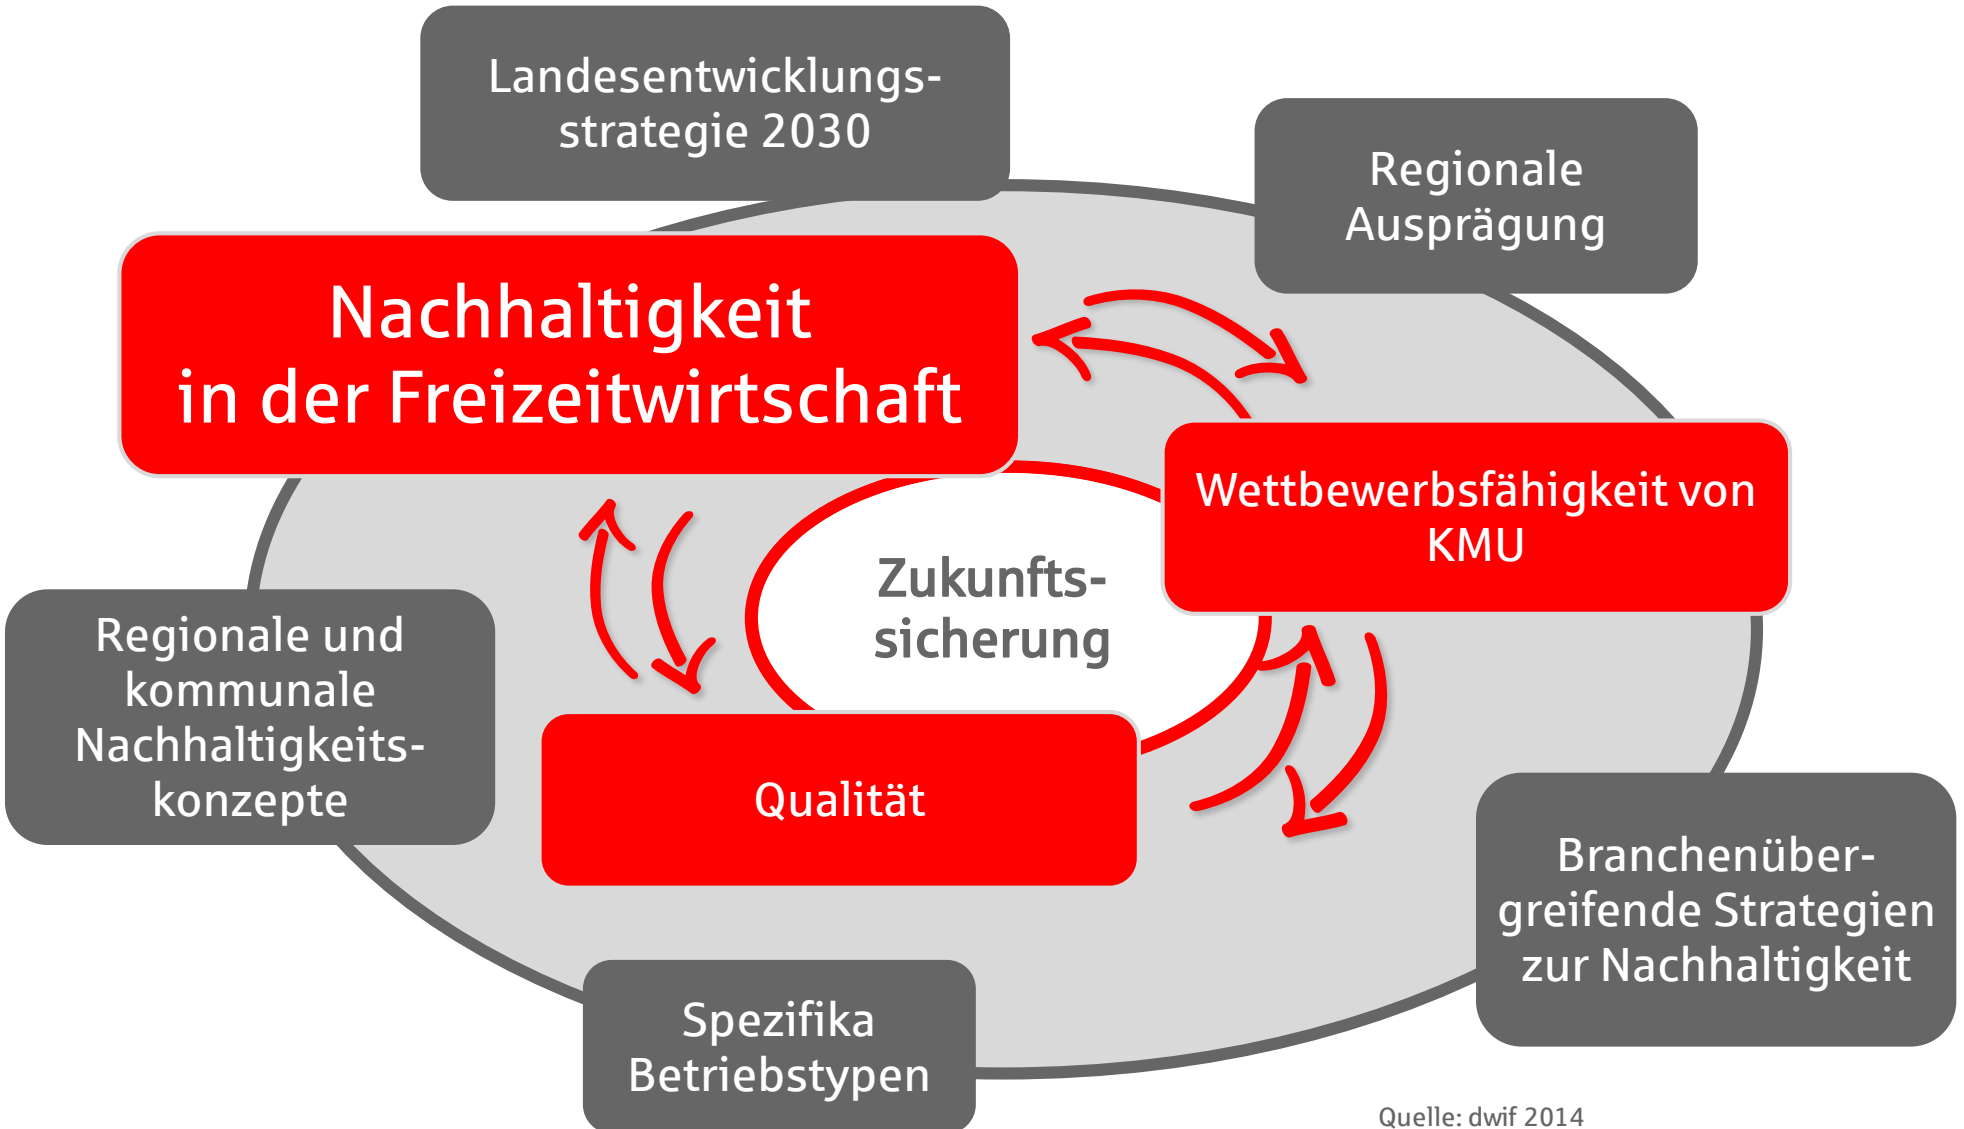 Landesentwicklungs-
strategie 2030
Regionale
Ausprägung
Nachhaltigkeit
in der Freizeitwirtschaft
Wettbewerbsfähigkeit von
KMU
Zukunfts-
sicherung
Regionale und
kommunale
Nachhaltigkeits-
konzepte
Qualität
Branchenüber-
greifende Strategien
zur Nachhaltigkeit
Spezifika
Betriebstypen
Quelle: dwif 2014